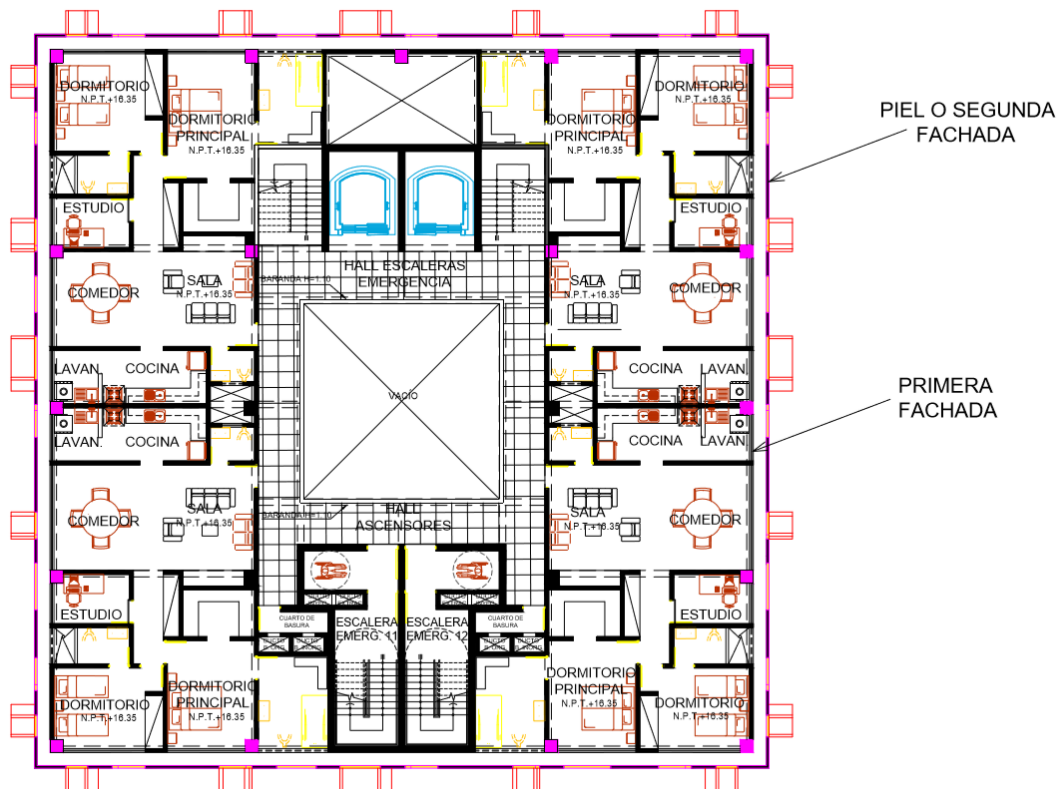 DORMITORIO
N.P.T.+16.35
DORMITORIO
PRINCIPAL
N.P.T.+16.35
DORMITORIO
PRINCIPAL
N.P.T.+16.35
DORMITORIO
N.P.T.+16.35
PIEL O SEGUNDA
FACHADA
ESTUDIO
ESTUDIO
HALL ESCALERAS
EMERGENCIA
BARANDA H=1.10
COMEDOR
SALA
N.P.T.+16.35
SALA
N.P.T.+16.35
COMEDOR
LAVAN.
COCINA
COCINA
LAVAN.
VACÍO
PRIMERA
FACHADA
LAVAN.
COCINA
COCINA
LAVAN.
COMEDOR
SALA
N.P.T.+16.35
BARANDA H=1.10
HALL
ASCENSORES
SALA
N.P.T.+16.35
COMEDOR
ESTUDIO
ESTUDIO
CUARTO DE
BASURA
ESCALERA
EMERG. 11
ESCALERA
EMERG. 12
CUARTO DE
BASURA
DORMITORIO
N.P.T.+16.35
DORMITORIO
PRINCIPAL
N.P.T.+16.35
DORMITORIO
PRINCIPAL
N.P.T.+16.35
DORMITORIO
N.P.T.+16.35